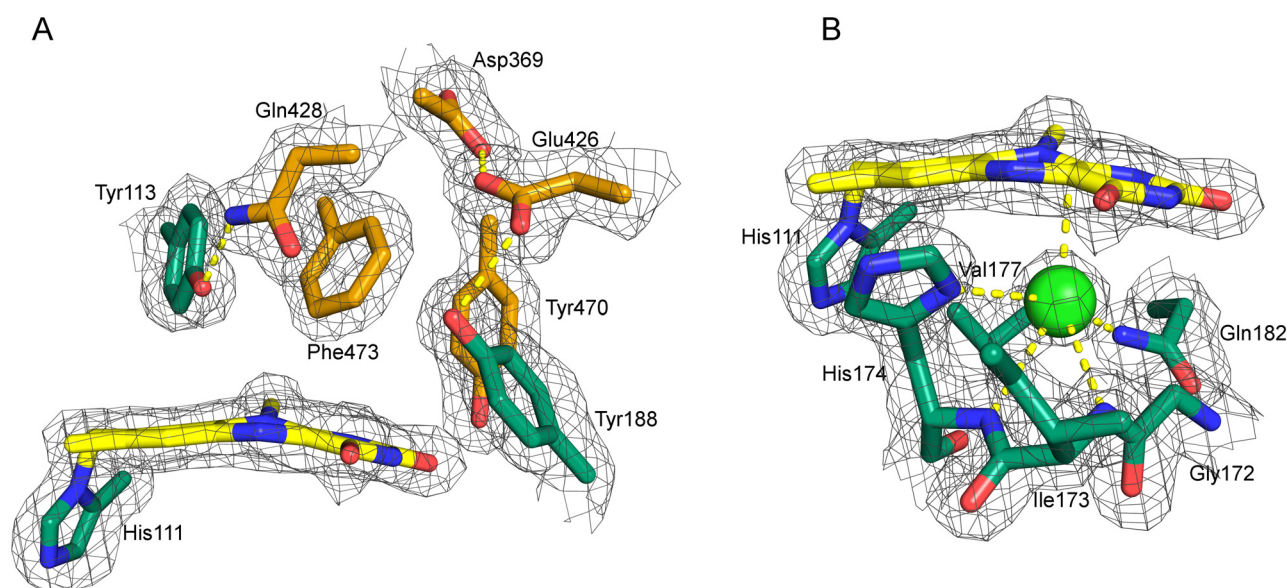 A
Asp369
Gln428
Glu426
Tyr113
Tyr470
Phe473
Tyr188
His111
B
His111
Val177
Gln182
His174
Gly172
Ile173